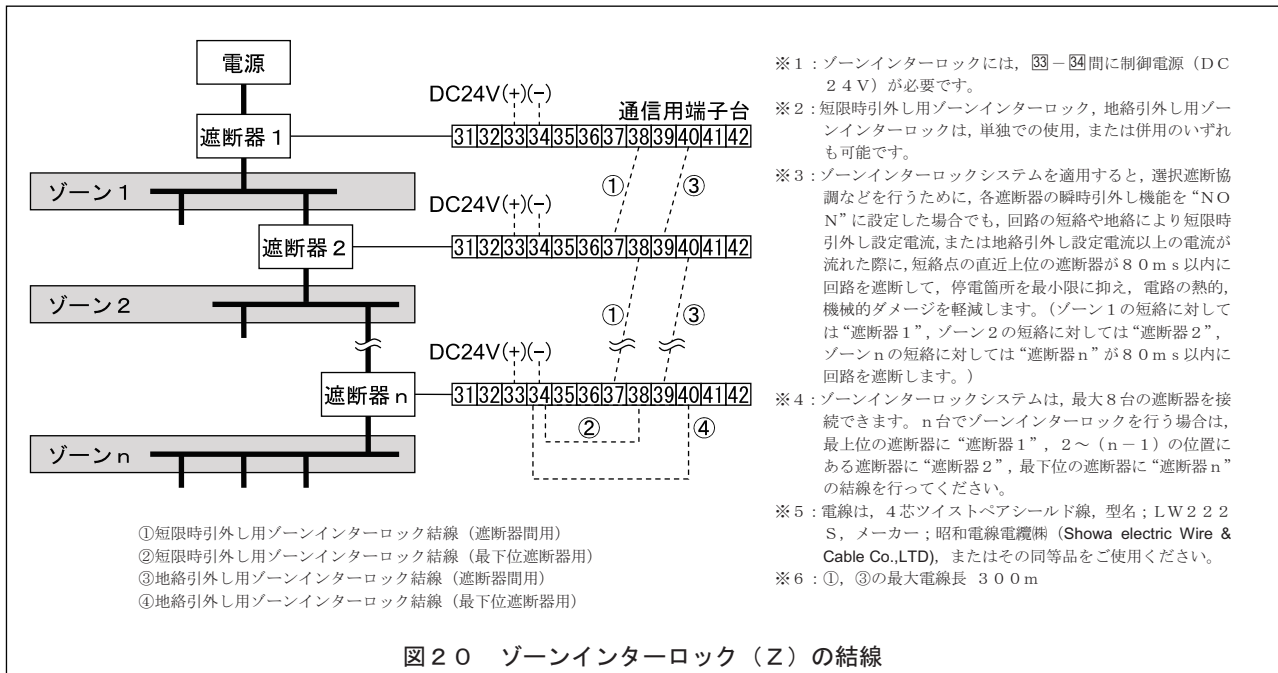 電源
遮断器1
ゾーン1
遮断器2
ゾーン2
遮断器n
ゾーンn
DC24V(+)(-)
通信用端子台
31 32 33 34 35 36 37 38 39 40 41 42
① ③
DC24V(+)(-)
31 32 33 34 35 36 37 38 39 40 41 42
① ③
DC24V(+)(-)
31 32 33 34 35 36 37 38 39 40 41 42
② ④
①短限時引外し用ゾーンインターロック結線(遮断器間用)
②短限時引外し用ゾーンインターロック結線(最下位遮断器用)
③地絡引外し用ゾーンインターロック結線(遮断器間用)
④地絡引外し用ゾーンインターロック結線(最下位遮断器用)
※1:ゾーンインターロックには,33-34間に制御電源(DC
24V)が必要です。
※2:短限時引外し用ゾーンインターロック,地絡引外し用ゾー
ンインターロックは,単独での使用,または併用のいずれ
も可能です。
※3:ゾーンインターロックシステムを適用すると,選択遮断協
調などを行うために,各遮断器の瞬時引外し機能を“NO
N”に設定した場合でも,回路の短絡や地絡により短限時
引外し設定電流,または地絡引外し設定電流以上の電流が
流れた際に,短絡点の直近上位の遮断器が80ms以内に
回路を遮断して,停電箇所を最小限に抑え,電路の熱的,
機械的ダメージを軽減します。(ゾーン1の短絡に対して
は“遮断器1”,ゾーン2の短絡に対しては“遮断器2”,
ゾーンnの短絡に対しては“遮断器n”が80ms以内に
回路を遮断します。)
※4:ゾーンインターロックシステムは,最大8台の遮断器を接
続できます。n台でゾーンインターロックを行う場合は,
最上位の遮断器に“遮断器1”,2~(n-1)の位置に
ある遮断器に“遮断器2”,最下位の遮断器に“遮断器n”
の結線を行ってください。
※5:電線は,4芯ツイストペアシールド線,型名;LW222
S,メーカー;昭和電線電纜㈱(Showa electric Wire &
Cable Co.,LTD),またはその同等品をご使用ください。
※6:①,③の最大電線長 300m
図20 ゾーンインターロック(Z)の結線